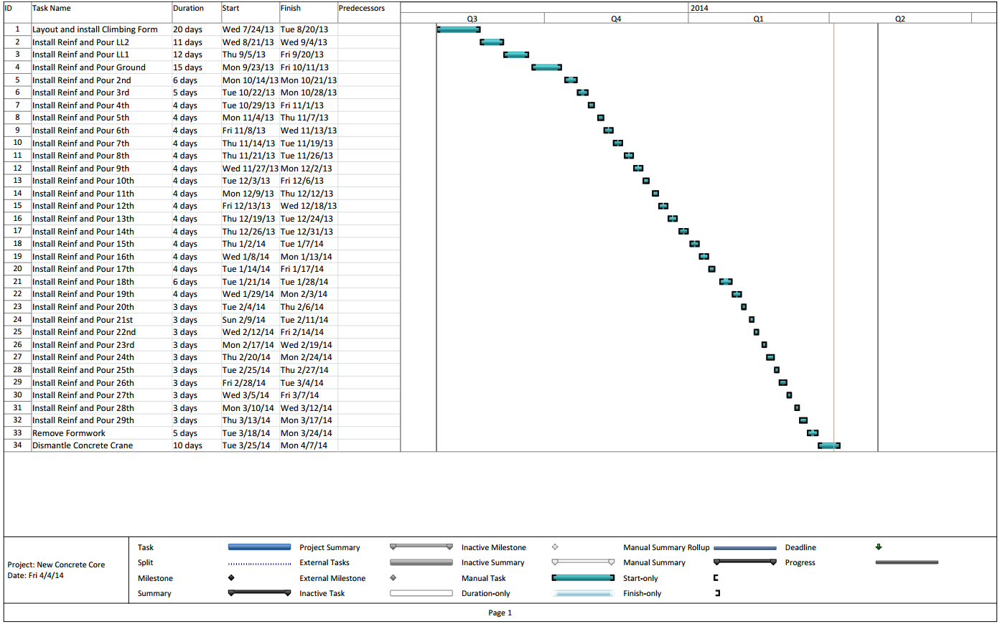 ID Task Name Duration Start Finish Predecessors 2014
Q3 Q4 Q1 Q2
1 Layout and install Climbing Form 20 days Wed 7/24/13 Tue 8/20/13
2 Install Reinf and Pour LL2 11 days Wed 8/21/13 Wed 9/4/13
3 Install Reinf and Pour LL1 12 days Thu 9/5/13 Fri 9/20/13
4 Install Reinf and Pour Ground 15 days Mon 9/23/13 Fri 10/11/13
5 Install Reinf and Pour 2nd 6 days Mon 10/14/13 Mon 10/21/13
6 Install Reinf and Pour 3rd 5 days Tue 10/22/13 Mon 10/28/13
7 Install Reinf and Pour 4th 4 days Tue 10/29/13 Fri 11/1/13
8 Install Reinf and Pour 5th 4 days Mon 11/4/13 Thu 11/7/13
9 Install Reinf and Pour 6th 4 days Fri 11/8/13 Wed 11/13/13
10 Install Reinf and Pour 7th 4 days Thu 11/14/13 Tue 11/19/13
11 Install Reinf and Pour 8th 4 days Thu 11/21/13 Tue 11/26/13
12 Install Reinf and Pour 9th 4 days Wed 11/27/13 Mon 12/2/13
13 Install Reinf and Pour 10th 4 days Tue 12/3/13 Fri 12/6/13
14 Install Reinf and Pour 11th 4 days Mon 12/9/13 Thu 12/12/13
15 Install Reinf and Pour 12th 4 days Fri 12/13/13 Wed 12/18/13
16 Install Reinf and Pour 13th 4 days Thu 12/19/13 Tue 12/24/13
17 Install Reinf and Pour 14th 4 days Thu 12/26/13 Tue 12/31/13
18 Install Reinf and Pour 15th 4 days Thu 1/2/14 Tue 1/7/14
19 Install Reinf and Pour 16th 4 days Wed 1/8/14 Mon 1/13/14
20 Install Reinf and Pour 17th 4 days Tue 1/14/14 Fri 1/17/14
21 Install Reinf and Pour 18th 6 days Tue 1/21/14 Tue 1/28/14
22 Install Reinf and Pour 19th 4 days Wed 1/29/14 Mon 2/3/14
23 Install Reinf and Pour 20th 3 days Tue 2/4/14 Thu 2/6/14
24 Install Reinf and Pour 21st 3 days Sun 2/9/14 Tue 2/11/14
25 Install Reinf and Pour 22nd 3 days Wed 2/12/14 Fri 2/14/14
26 Install Reinf and Pour 23rd 3 days Mon 2/17/14 Wed 2/19/14
27 Install Reinf and Pour 24th 3 days Thu 2/20/14 Mon 2/24/14
28 Install Reinf and Pour 25th 3 days Tue 2/25/14 Thu 2/27/14
29 Install Reinf and Pour 26th 3 days Fri 2/28/14 Tue 3/4/14
30 Install Reinf and Pour 27th 3 days Wed 3/5/14 Fri 3/7/14
31 Install Reinf and Pour 28th 3 days Mon 3/10/14 Wed 3/12/14
32 Install Reinf and Pour 29th 3 days Thu 3/13/14 Mon 3/17/14
33 Remove Formwork 5 days Tue 3/18/14 Mon 3/24/14
34 Dismantle Concrete Crane 10 days Tue 3/25/14 Mon 4/7/14
Project: New Concrete Core
Date: Fri 4/4/14
Task Project Summary Inactive Milestone Manual Summary Rollup Deadline
Split External Tasks Inactive Summary Manual Summary Progress
Milestone External Milestone Manual Task Start-only
Summary Inactive Task Duration-only Finish-only
Page 1